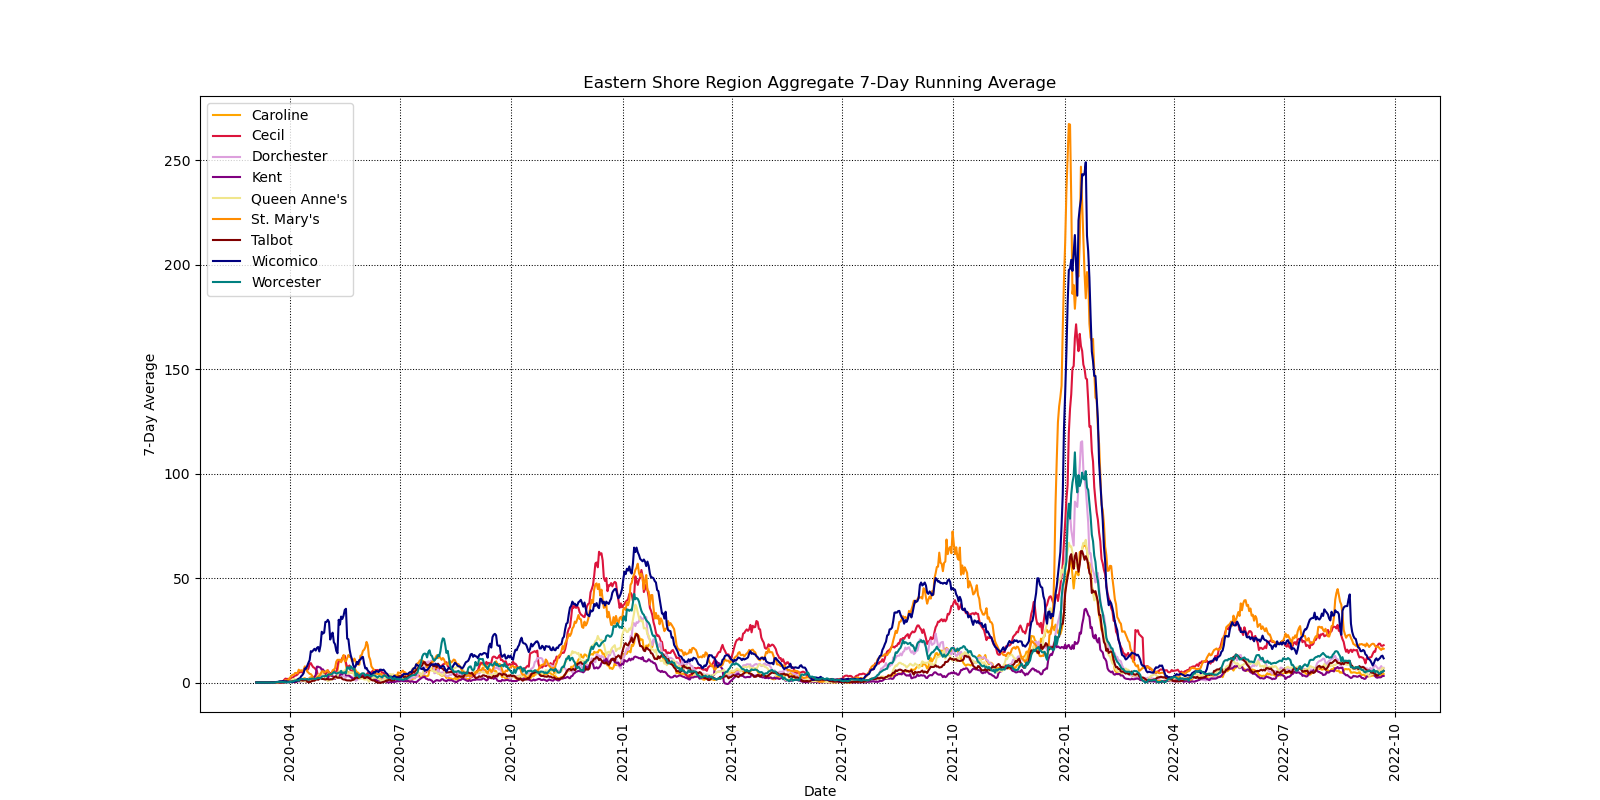 Eastern Shore Region Aggregate 7-Day Running Average
Caroline
Cecil
Dorchester
Kent
Queen Anne's
St. Mary's
Talbot
Wicomico
Worcester
7-Day Average
250
200
150
100
50
0
2020-04
2020-07
2020-10
2021-01
2021-04
2021-07
2021-10
2022-01
2022-04
2022-07
2022-10
Date